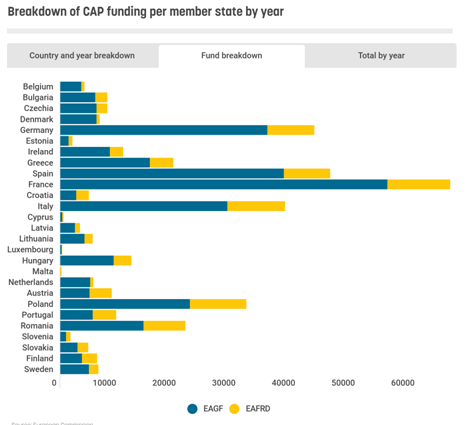 Breakdown of CAP funding per member state by year
Country and year breakdown
Fund breakdown
Total by year
Belgium
Bulgaria
Czechia
Denmark
Germany
Estonia
Ireland
Greece
Spain
France
Croatia
Italy
Cyprus
Latvia
Lithuania
Luxembourg
Hungary
Malta
Netherlands
Austria
Poland
Portugal
Romania
Slovenia
Slovakia
Finland
Sweden
0 10000 20000 30000 40000 50000 60000
EAGF EAFRD